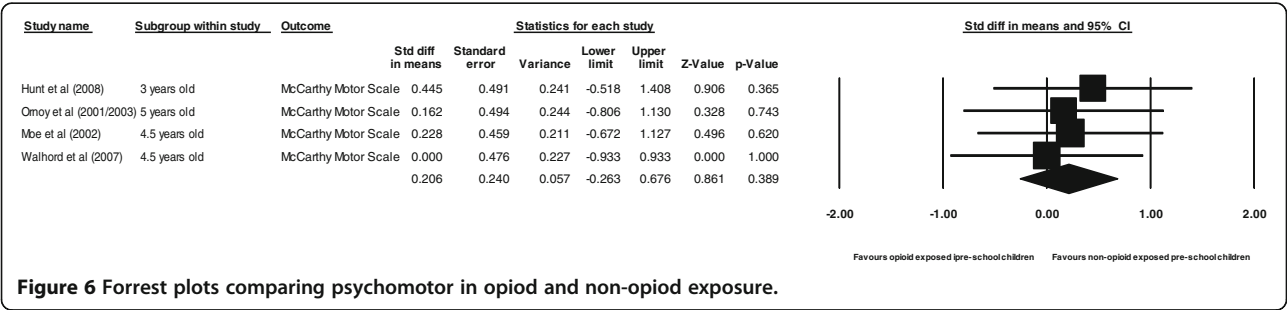 Study name Subgroup within study Outcome Statistics for each study Std diff in means and 95% CI
Std diff in means Standard error Variance Lower limit Upper limit Z-Value p-Value
Hunt et al (2008) 3 years old McCarthy Motor Scale 0.445 0.491 0.241 -0.518 1.408 0.906 0.365
Ornoy et al (2001/2003) 5 years old McCarthy Motor Scale 0.162 0.494 0.244 -0.806 1.130 0.328 0.743
Moe et al (2002) 4.5 years old McCarthy Motor Scale 0.228 0.459 0.211 -0.672 1.127 0.496 0.620
Walhord et al (2007) 4.5 years old McCarthy Motor Scale 0.000 0.476 0.227 -0.933 0.933 0.000 1.000
0.206 0.240 0.057 -0.263 0.676 0.861 0.389
-2.00 -1.00 0.00 1.00 2.00
Favours opioid exposed ipre-school children Favours non-opioid exposed pre-school children
Figure 6 Forrest plots comparing psychomotor in opiod and non-opiod exposure.